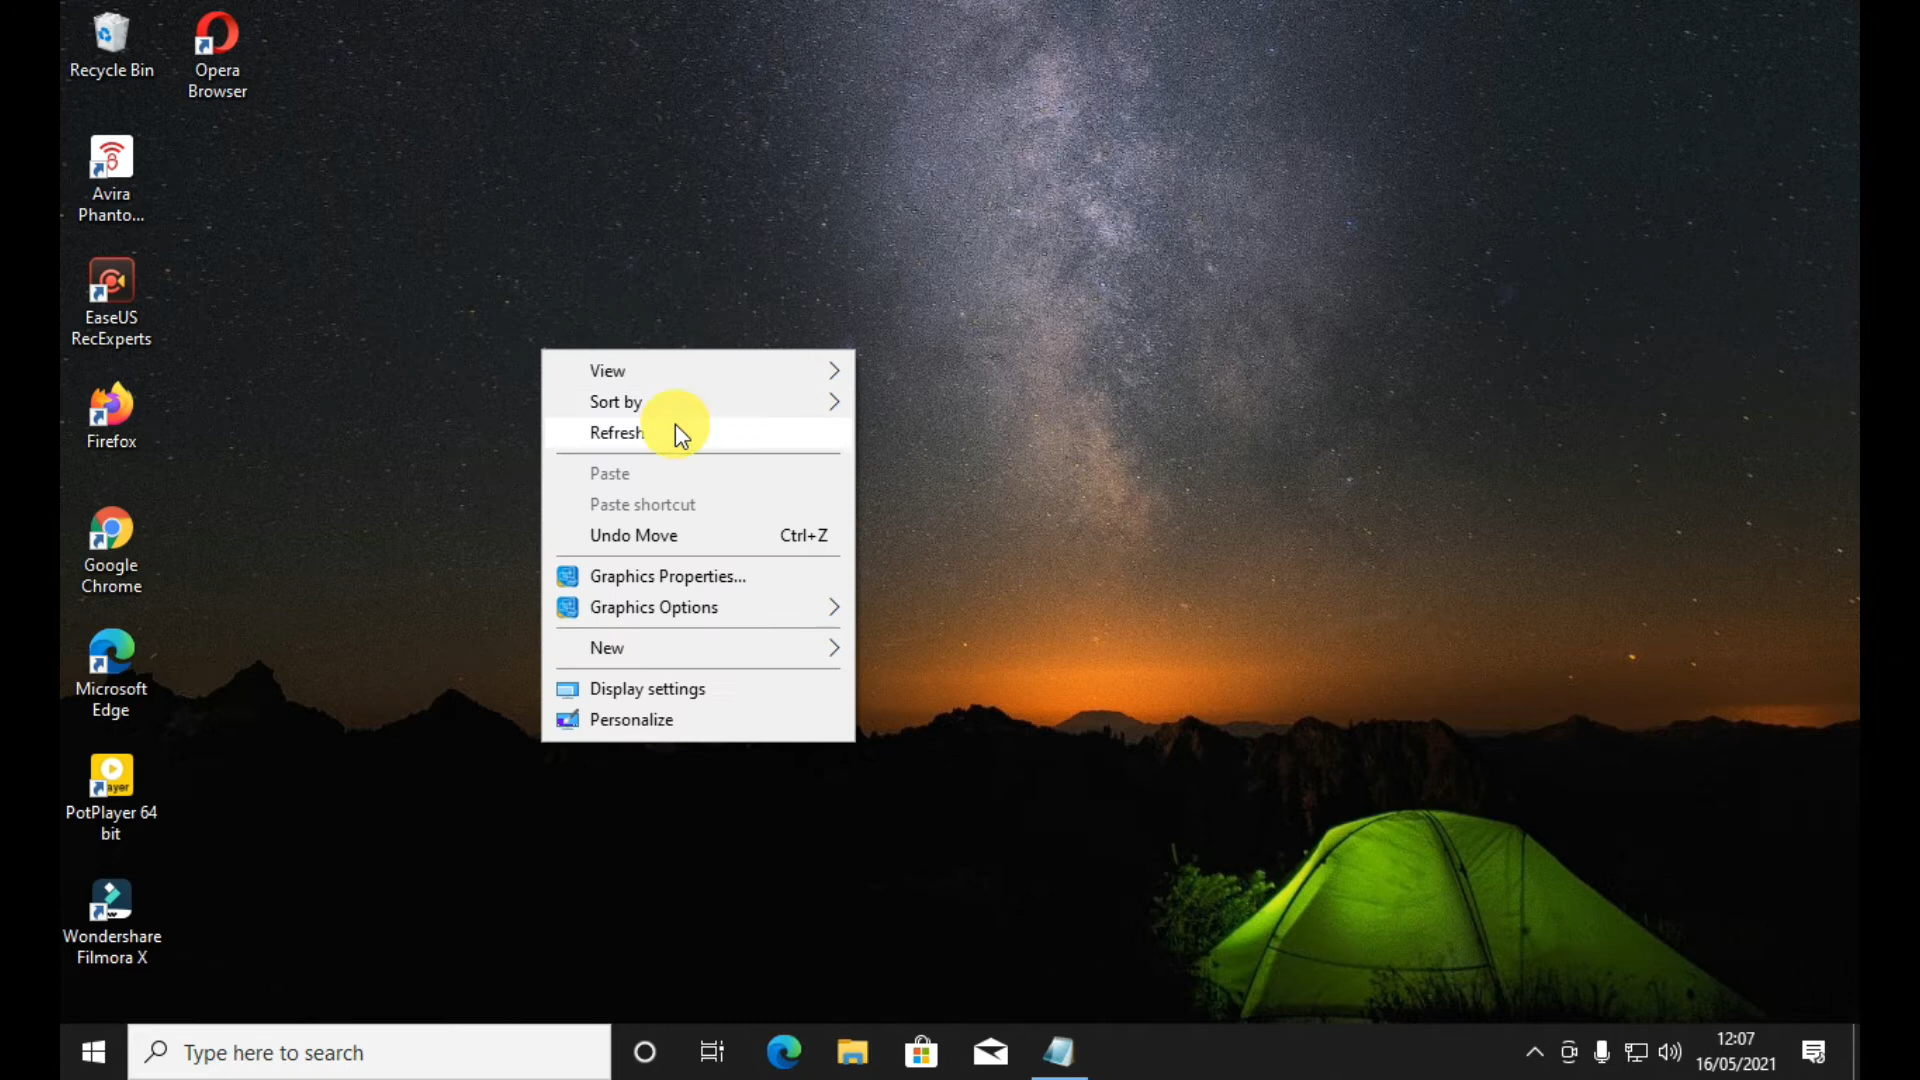 Recycle Bin
Opera
Browser
Avira
Phanto...
EaseUS
RecExperts
Firefox
Google
Chrome
Microsoft
Edge
ayer
PotPlayer 64
bit
Wondershare
Filmora X
View
Sort by
Refresh
Paste
Paste shortcut
Undo Move Ctrl+Z
Graphics Properties...
Graphics Options
New
Display settings
Personalize
Type here to search
12:07
16/05/2021